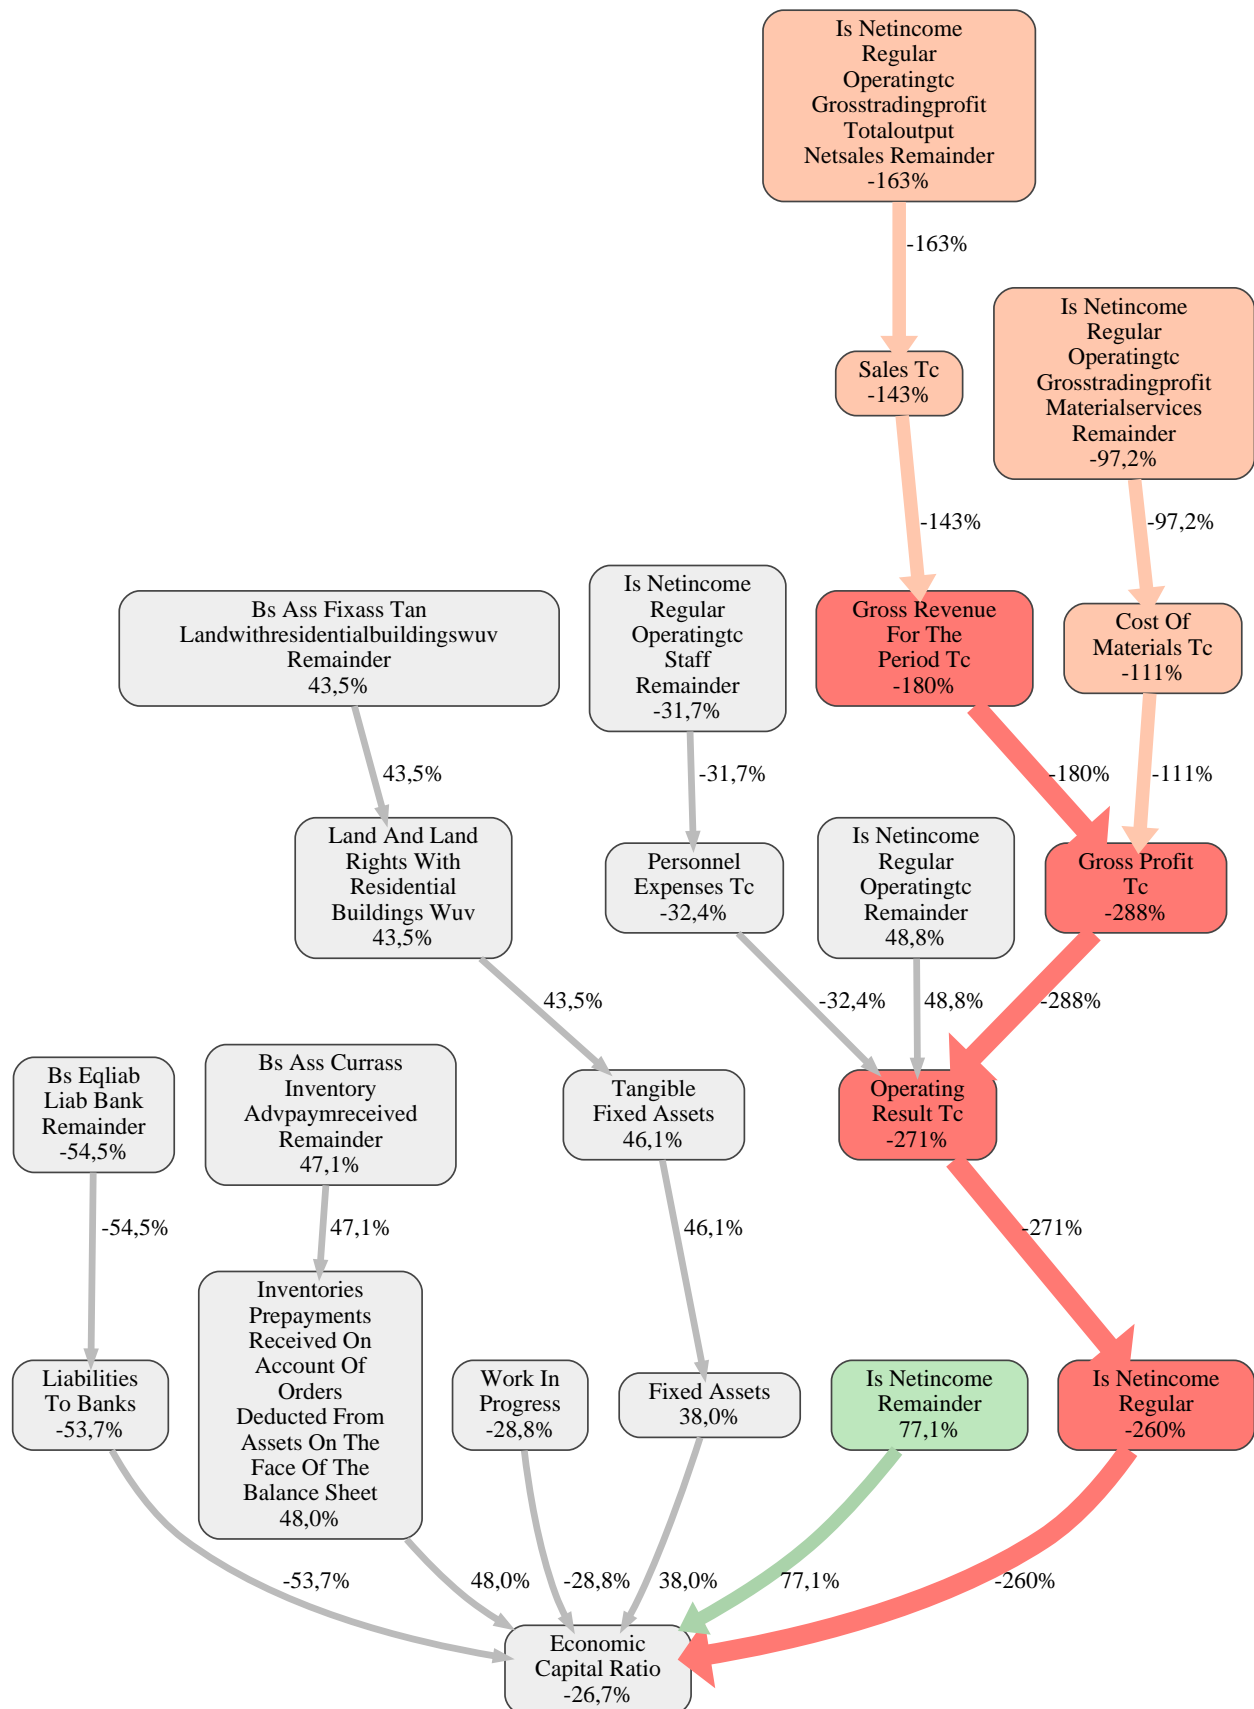 Is Netincome
Regular
Operatingtc
Grosstradingprofit
Totaloutput
Netsales Remainder
-163%
-163%
Is Netincome
Regular
Operatingtc
Grosstradingprofit
Materialservices
Remainder
-97,2%
Sales Tc
-143%
-143%
-97,2%
Bs Ass Fixass Tan
Landwithresidentialbuildingswuv
Remainder
43,5%
Is Netincome
Regular
Operatingtc
Staff
Remainder
-31,7%
Gross Revenue
For The
Period Tc
-180%
Cost Of
Materials Tc
-111%
43,5%
-31,7%
-180%
-111%
Land And Land
Rights With
Residential
Buildings Wuv
43,5%
Personnel
Expenses Tc
-32,4%
Is Netincome
Regular
Operatingtc
Remainder
48,8%
Gross Profit
Tc
-288%
43,5%
-32,4%
48,8%
-288%
Bs Eqliab
Liab Bank
Remainder
-54,5%
Bs Ass Currass
Inventory
Advpaymreceived
Remainder
47,1%
Tangible
Fixed Assets
46,1%
Operating
Result Tc
-271%
-54,5%
47,1%
46,1%
-271%
Liabilities
To Banks
-53,7%
Inventories
Prepayments
Received On
Account Of
Orders
Deducted From
Assets On The
Face Of The
Balance Sheet
48,0%
Work In
Progress
-28,8%
Fixed Assets
38,0%
Is Netincome
Remainder
77,1%
Is Netincome
Regular
-260%
-53,7%
48,0%
-28,8%
38,0%
77,1%
-260%
Economic
Capital Ratio
-26,7%